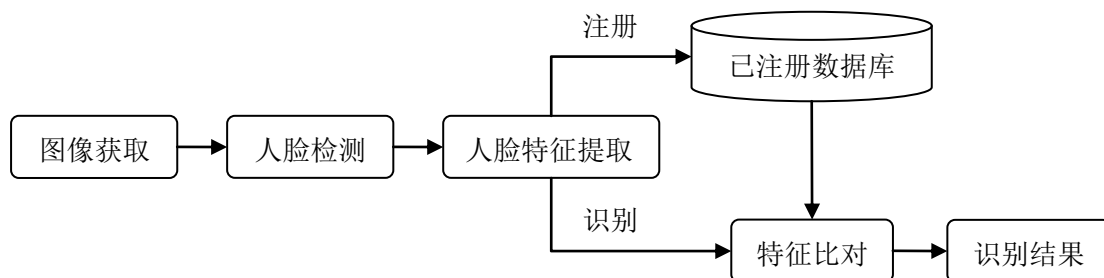 注册
已注册数据库
图像获取
人脸检测
人脸特征提取
识别
特征比对
识别结果